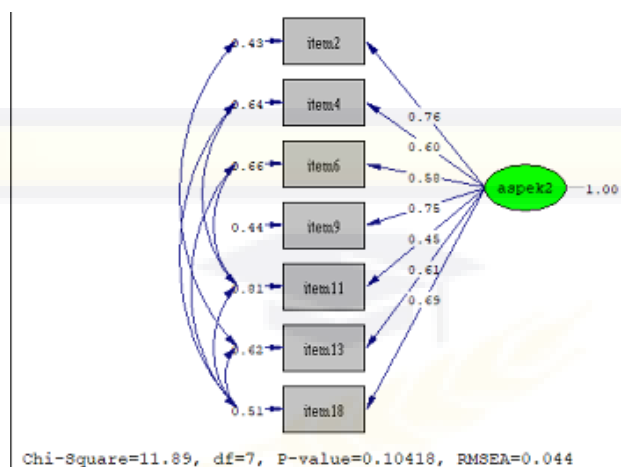 0.43 item2
0.76
0.64 item4
0.60
0.66 item6
0.58
aspek2 1.00
0.44 item9
0.75
0.81 item11
0.45
0.61
0.62 item13
0.69
0.51 item18
Chi-Square=11.89, df=7, P-value=0.10418, RMSEA=0.044